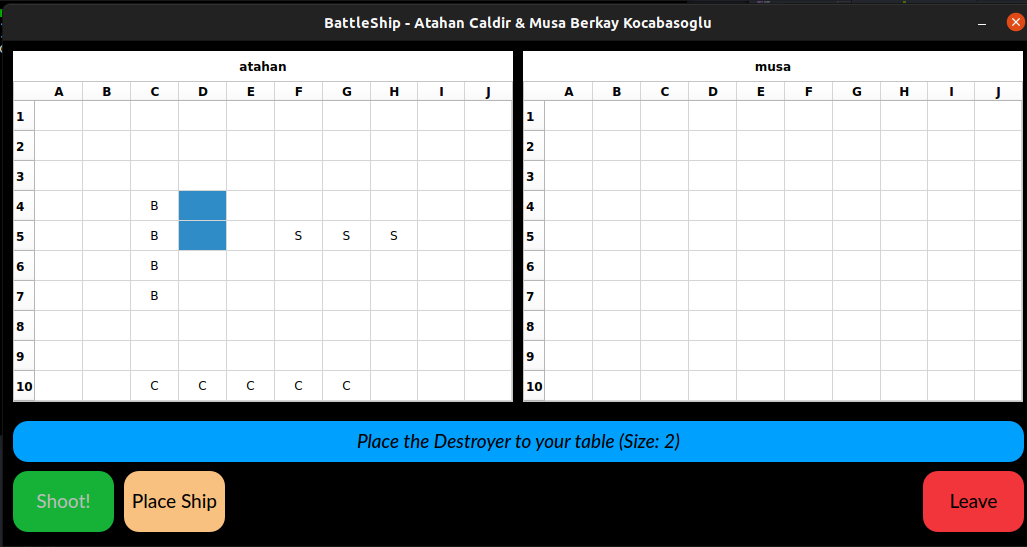 BattleShip - Atahan Caldir & Musa Berkay Kocabasoglu
atahan
A B C D E F G H I J
1
2
3
4 B
5 B S S S
6 B
7 B
8
9
10 C C C C C
musa
A B C D E F G H I J
1
2
3
4
5
6
7
8
9
10
Place the Destroyer to your table (Size: 2)
Shoot! Place Ship Leave